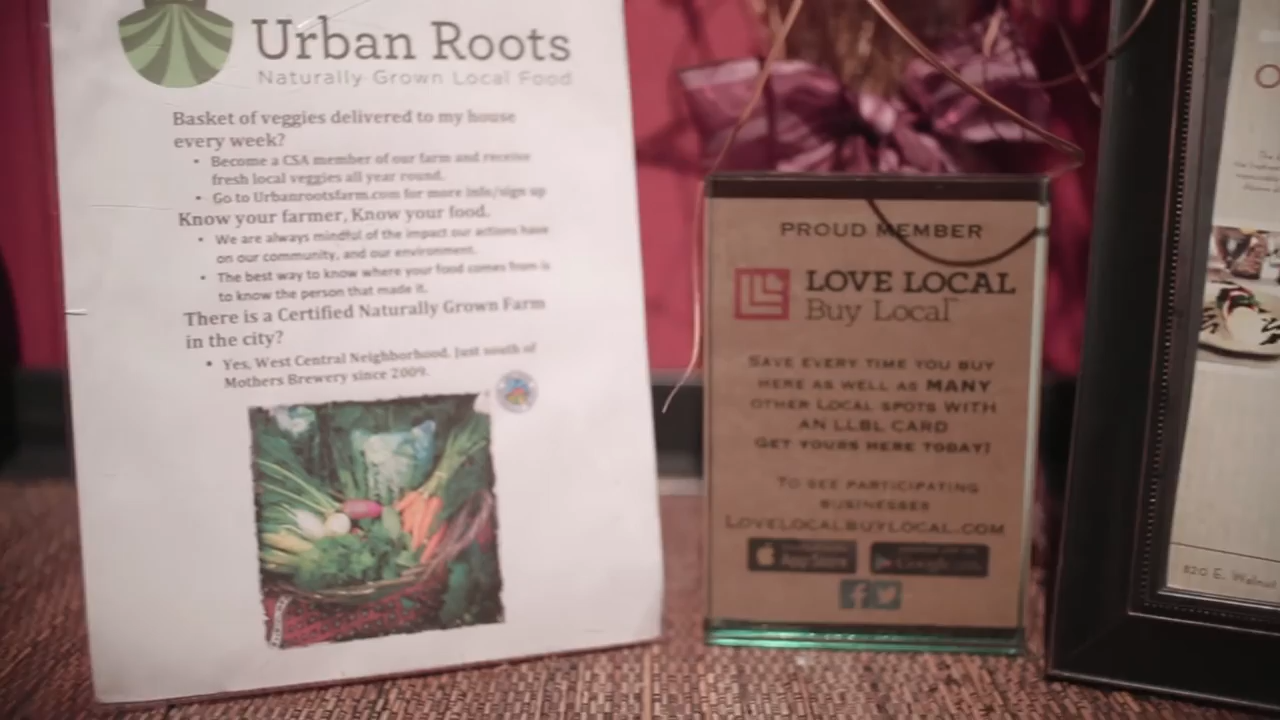 Urban Roots
Naturally Grown Local Food
Basket of veggies delivered to my house
every week?
• Become a CSA member of our farm and receive
fresh local veggies all year round.
• Go to Urbanrootsfarm.com for more info/sign up
Know your farmer, Know your food.
• We are always mindful of the impact our actions have
on our community, and our environment.
• The best way to know where your food comes from is
to know the person that made it.
There is a Certified Naturally Grown Farm
in the city?
• Yes, West Central Neighborhood. Just south of
Mothers Brewery since 2009.
PROUD MEMBER
LOVE LOCAL
Buy Local™
SAVE EVERY TIME YOU BUY
HERE AS WELL AS MANY
OTHER LOCAL SPOTS WITH
AN LLBL CARD
GET YOURS HERE TODAY!
TO SEE PARTICIPATING
BUSINESSES
LOVELOCALBUYLOCAL.COM
App Store
Google
820 E. Walnut